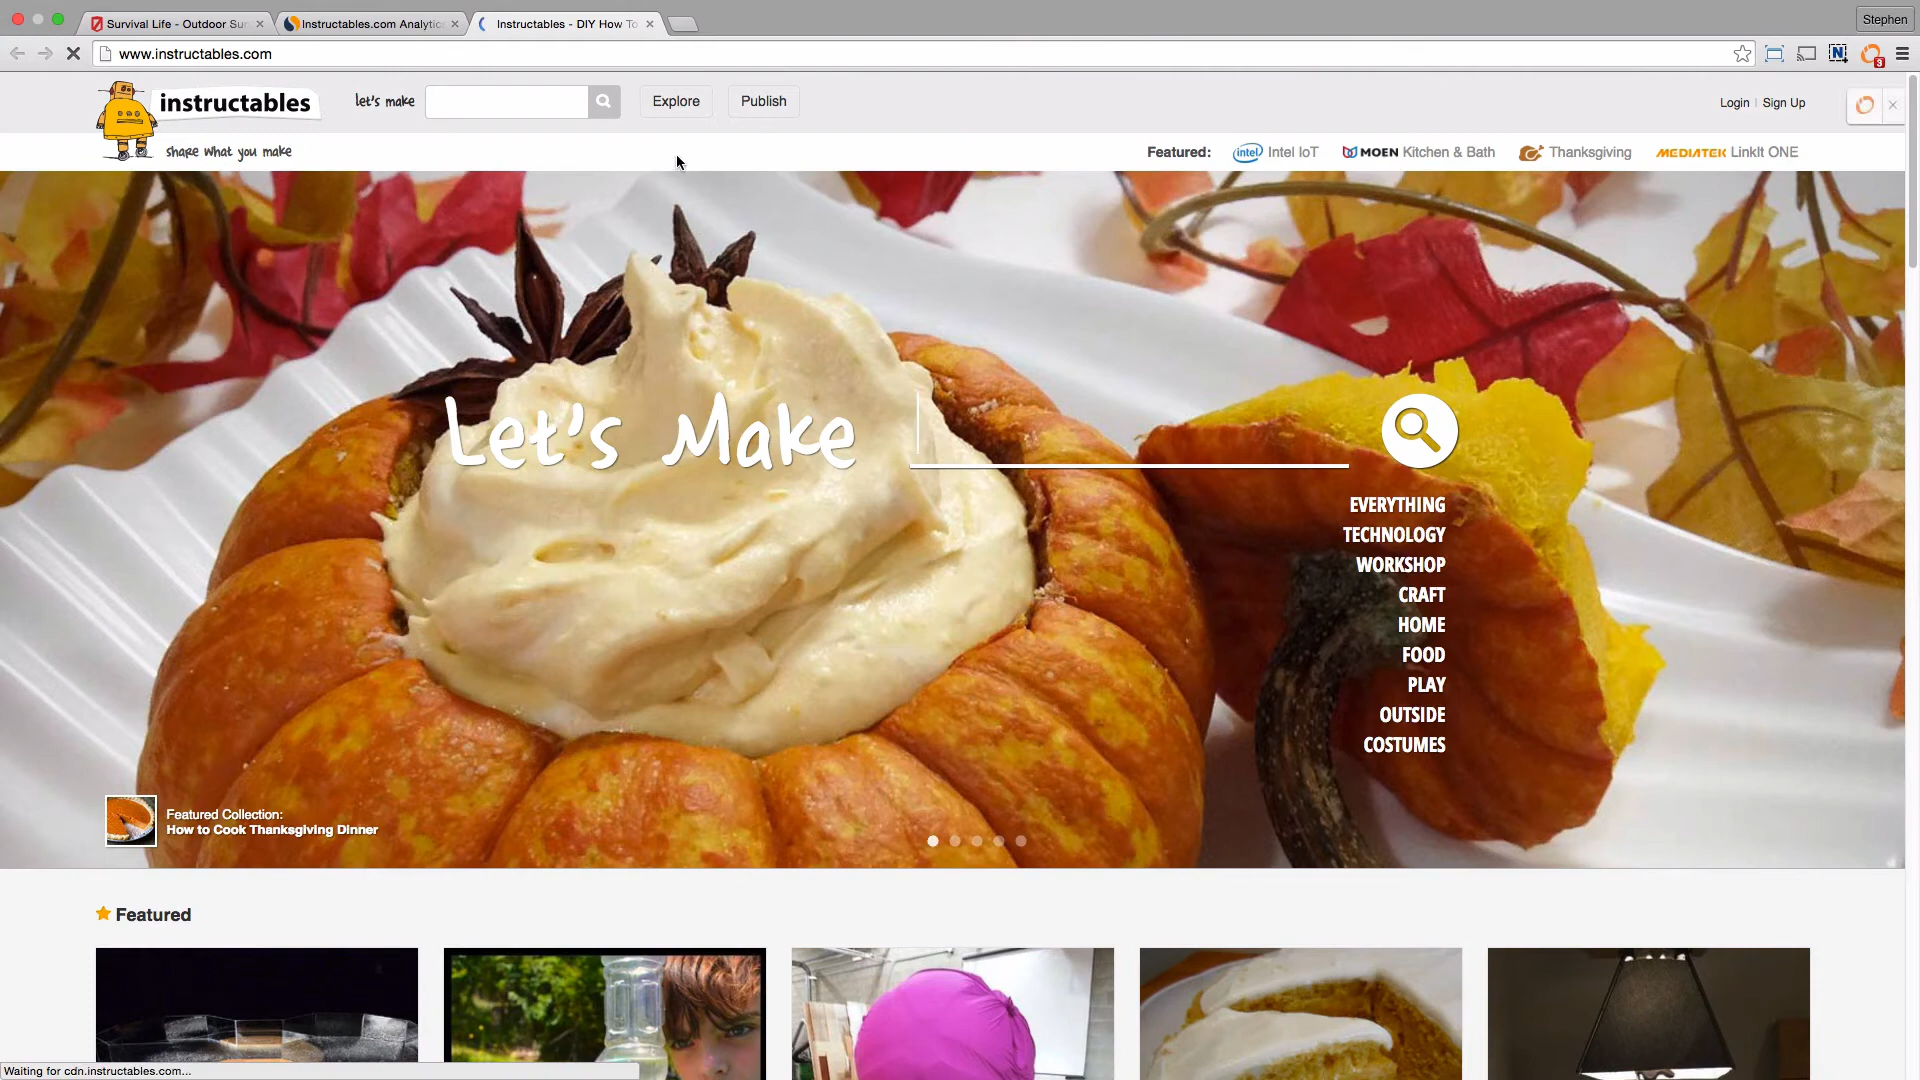 Survival Life - Outdoor Sur
Instructables.com Analytic
Instructables - DIY How To
Stephen
www.instructables.com
3
instructables
share what you make
let's make
Explore
Publish
Login
Sign Up
Featured:
intel Intel IoT
MOEN Kitchen & Bath
Thanksgiving
MEDIATEK LinkIt ONE
Let's Make
EVERYTHING
TECHNOLOGY
WORKSHOP
CRAFT
HOME
FOOD
PLAY
OUTSIDE
COSTUMES
Featured Collection:
How to Cook Thanksgiving Dinner
Featured
Waiting for cdn.instructables.com...